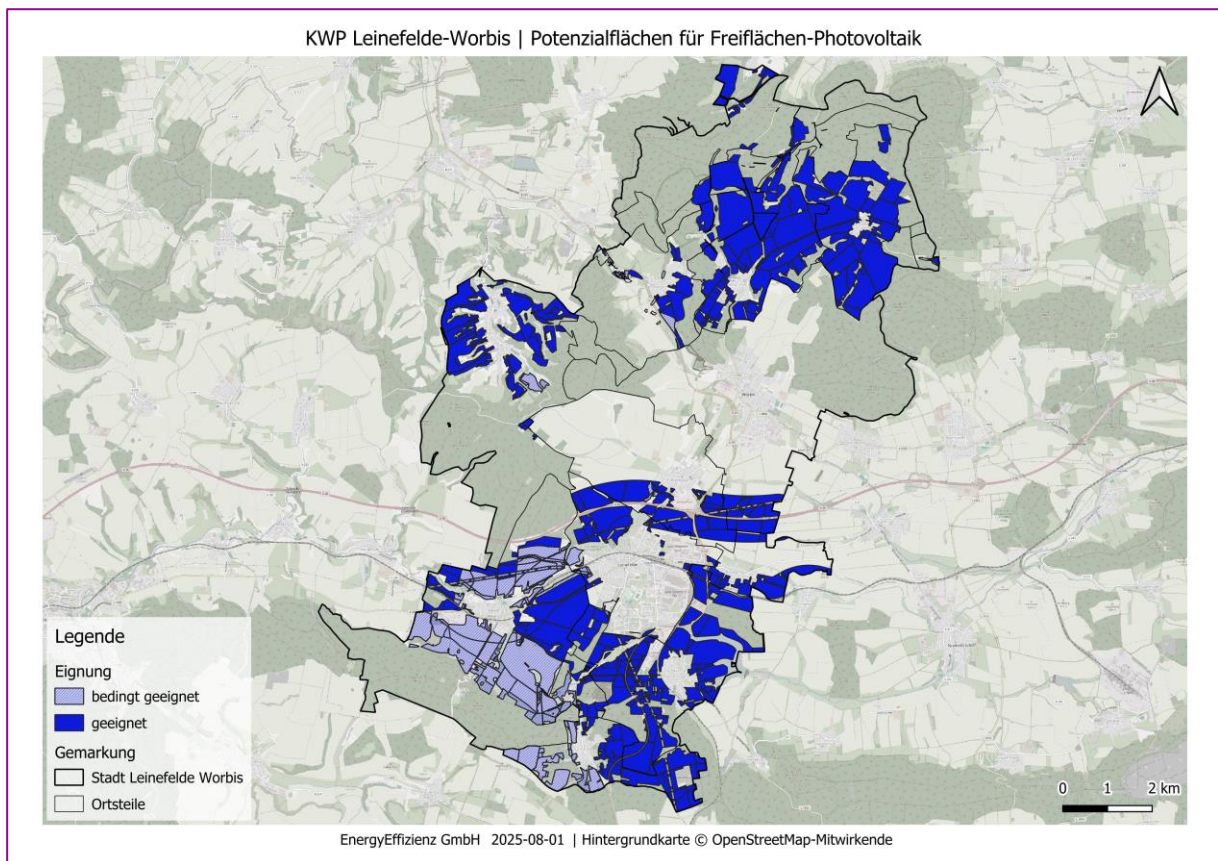 KWP Leinefelde-Worbis | Potenzialflächen für Freiflächen-Photovoltaik
Legende
Eignung
bedingt geeignet
geeignet
Gemarkung
Stadt Leinefelde Worbis
Ortsteile
0 1 2 km
EnergyEffizienz GmbH 2025-08-01 | Hintergrundkarte © OpenStreetMap-Mitwirkende